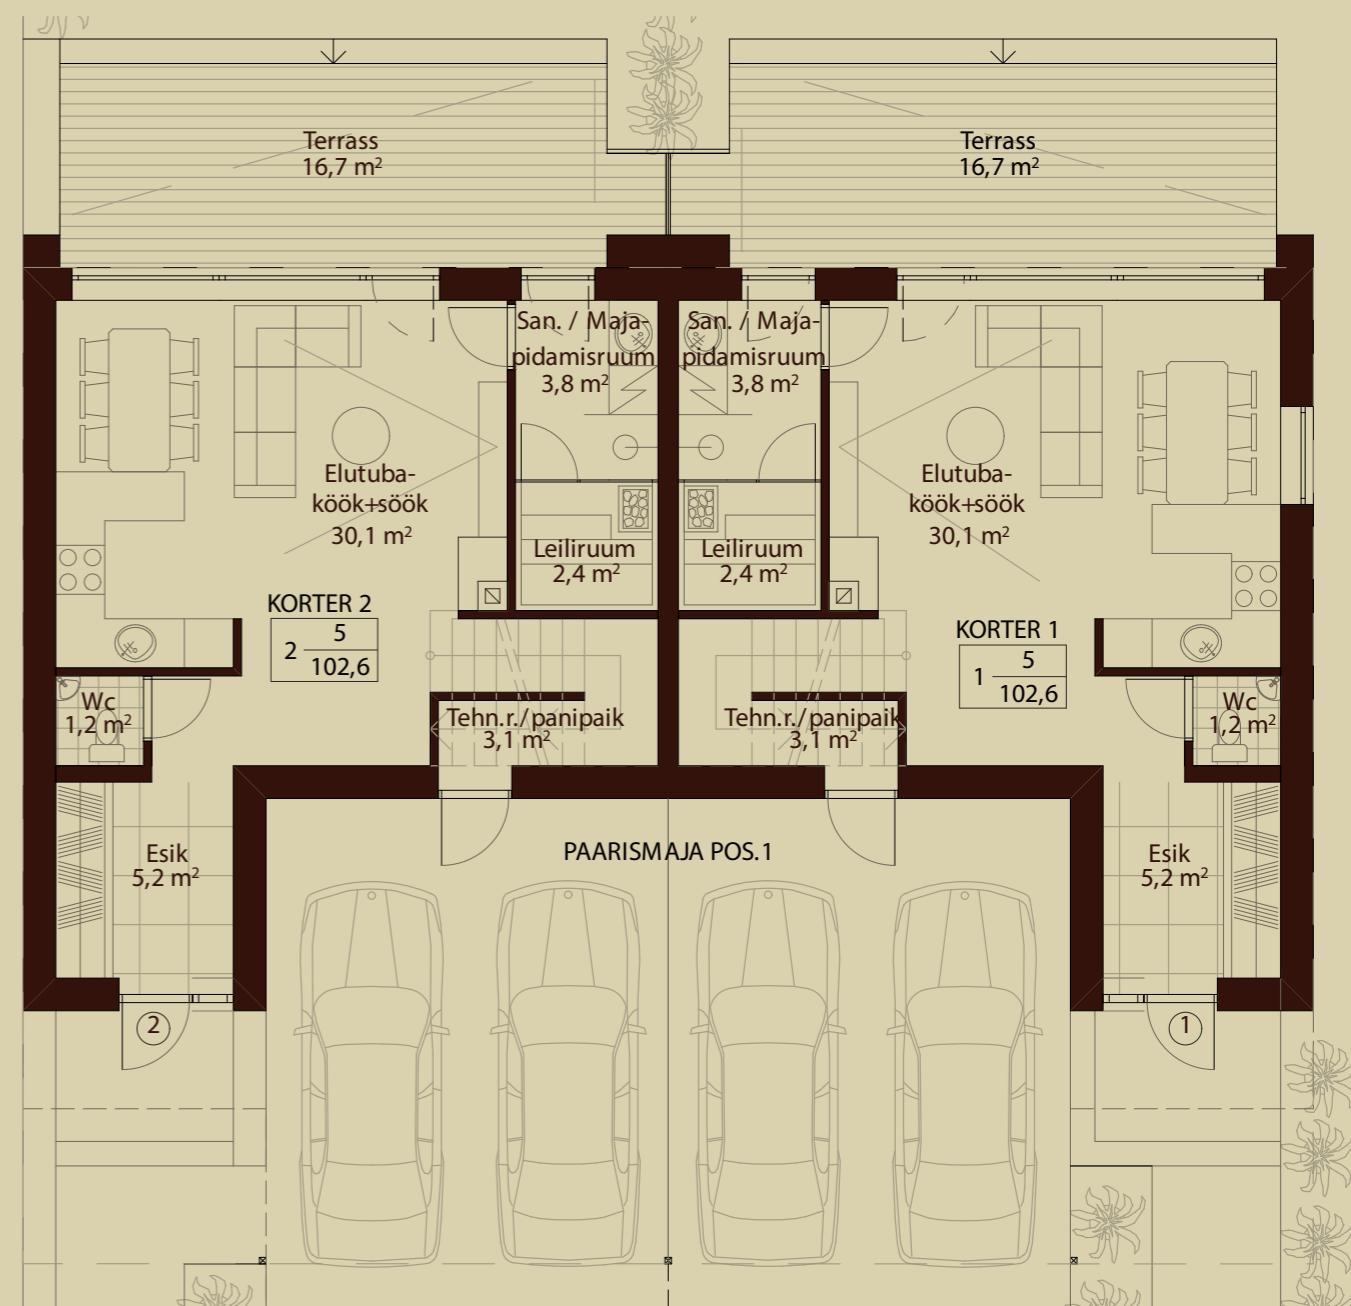 Terrass
16,7 m²
Terrass
16,7 m²
San. / Maja-
pidamisruum
3,8 m²
San. / Maja-
pidamisruum
3,8 m²
Elutuba-
köök+söök
30,1 m²
Elutuba-
köök+söök
30,1 m²
Leiliruum
2,4 m²
Leiliruum
2,4 m²
KORTER 2
2 5
102,6
KORTER 1
1 5
102,6
Wc
1,2 m²
Tehn.r./panipaik
3,1 m²
Tehn.r./panipaik
3,1 m²
Wc
1,2 m²
PAARISMAJA POS.1
Esik
5,2 m²
Esik
5,2 m²
2
1